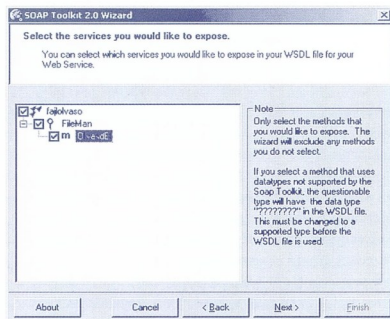 SOAP Toolkit 2.0 Wizard
Select the services you would like to expose.
You can select which services you would like to expose in your WSDL file for your
Web Service.
fajlolvaso
FileMan
Note
Only select the methods that
you would like to expose. The
wizard will exclude any methods
you do not select.
If you select a method that uses
datatypes not supported by the
Soap Toolkit, the questionable
type will have the data type
"????????" in the WSDL file.
This must be changed to a
supported type before the
WSDL file is used.
About
Cancel
< Back
Next >
Finish